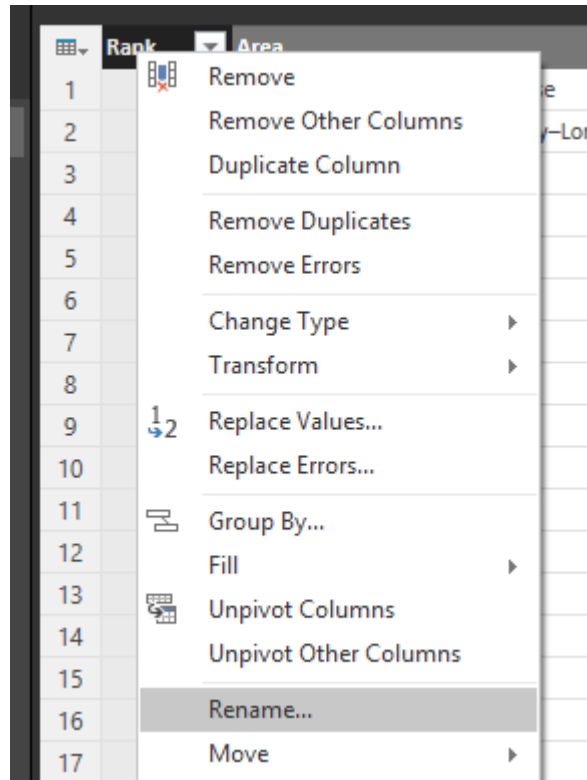 Rank Area
Remove
Remove Other Columns
Duplicate Column
Remove Duplicates
Remove Errors
Change Type
Transform
Replace Values...
Replace Errors...
Group By...
Fill
Unpivot Columns
Unpivot Other Columns
Rename...
Move
1
2
3
4
5
6
7
8
9
10
11
12
13
14
15
16
17